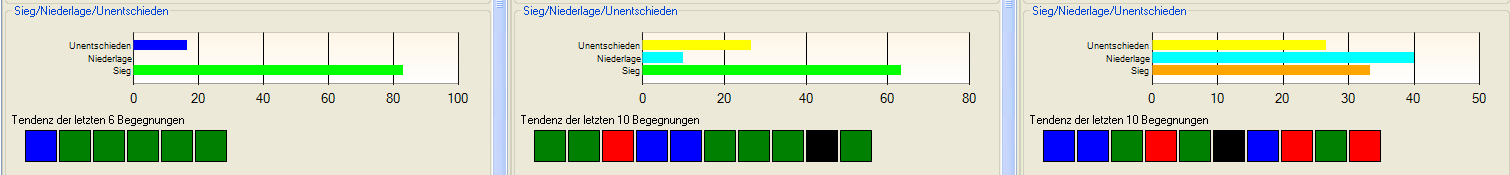 Sieg/Niederlage/Unentschieden
Unentschieden
Niederlage
Sieg
0 20 40 60 80 100
Tendenz der letzten 6 Begegnungen
Sieg/Niederlage/Unentschieden
Unentschieden
Niederlage
Sieg
0 20 40 60 80
Tendenz der letzten 10 Begegnungen
Sieg/Niederlage/Unentschieden
Unentschieden
Niederlage
Sieg
0 10 20 30 40 50
Tendenz der letzten 10 Begegnungen